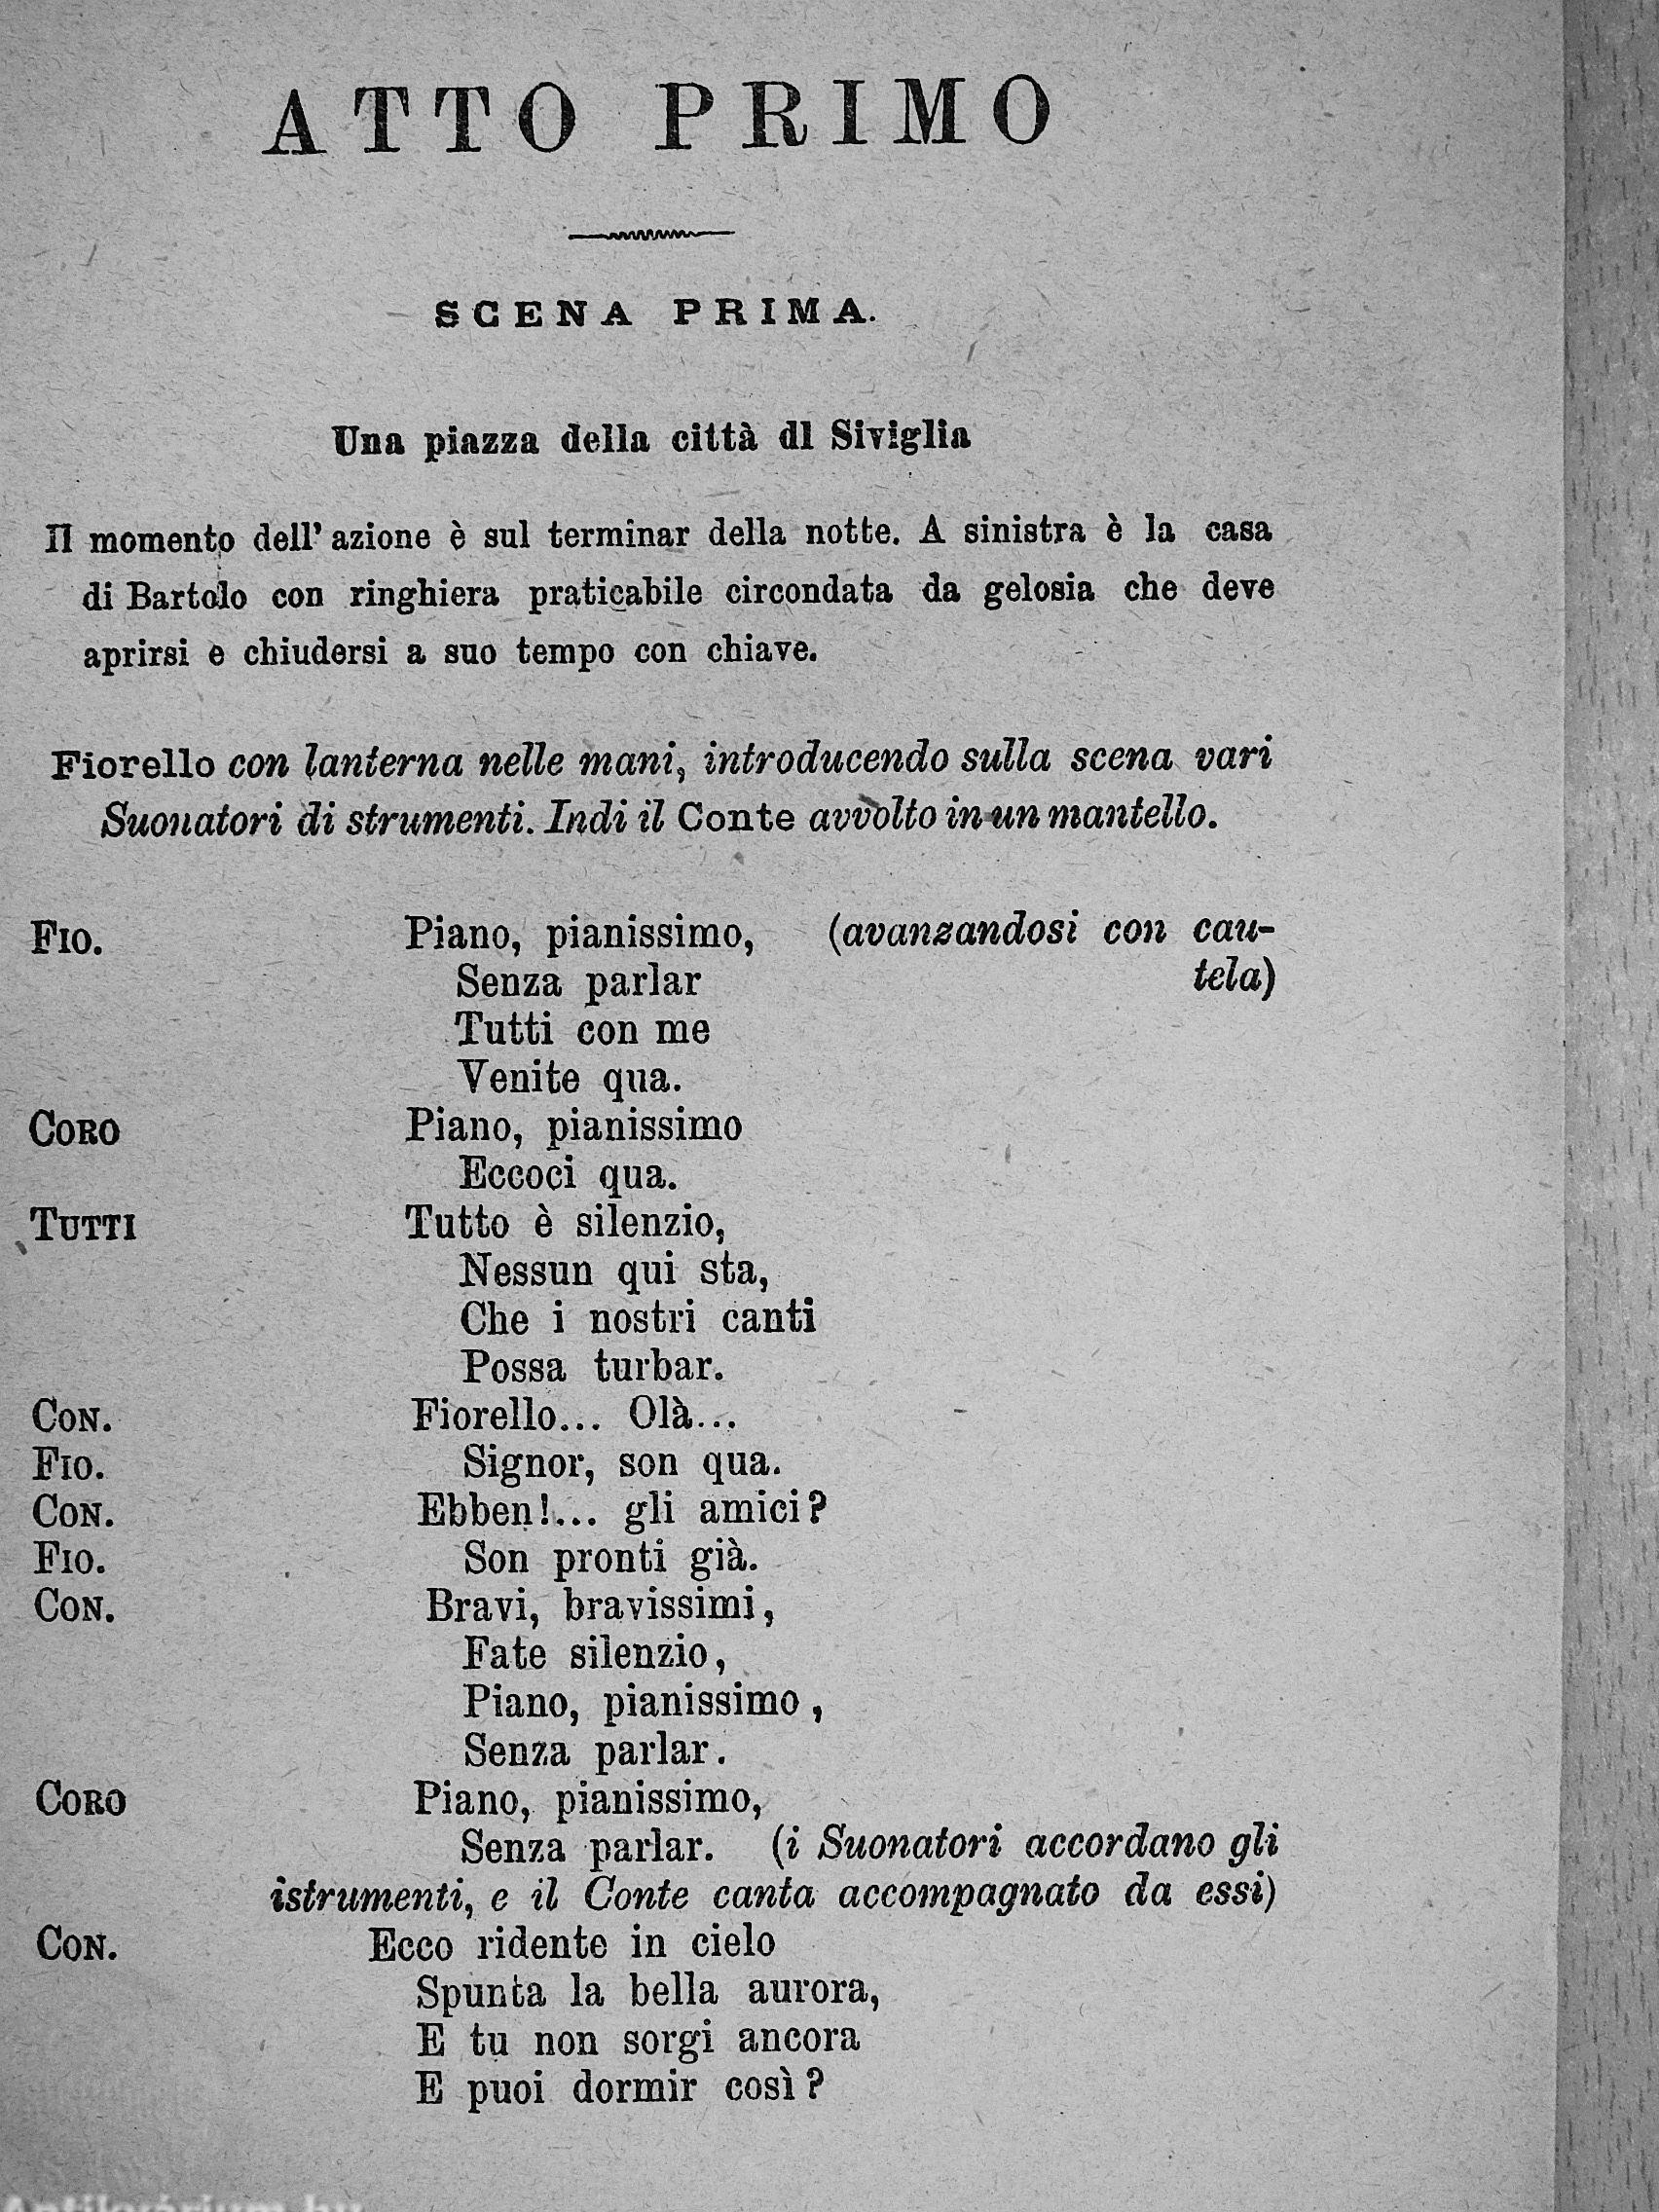 ATTO PRIMO
SCENA PRIMA.
Una piazza della città di Siviglia
Il momento dell' azione è sul terminar della notte. A sinistra è la casa
di Bartolo con ringhiera praticabile circondata da gelosia che deve
aprirsi e chiudersi a suo tempo con chiave.
Fiorello con lanterna nelle mani, introducendo sulla scena vari
Suonatori di strumenti. Indi il Conte avvolto in un mantello.
FIO. Piano, pianissimo, (avanzandosi con cau-
Senza parlar tela)
Tutti con me
Venite qua.
CORO Piano, pianissimo
Eccoci qua.
TUTTI Tutto è silenzio,
Nessun qui sta,
Che i nostri canti
Possa turbar.
CON. Fiorello... Olà...
FIO. Signor, son qua.
CON. Ebben!... gli amici?
FIO. Son pronti già.
CON. Bravi, bravissimi,
Fate silenzio,
Piano, pianissimo,
Senza parlar.
CORO Piano, pianissimo,
Senza parlar. (i Suonatori accordano gli
istrumenti, e il Conte canta accompagnato da essi)
CON. Ecco ridente in cielo
Spunta la bella aurora,
E tu non sorgi ancora
E puoi dormir così?
Antikvárium.hu